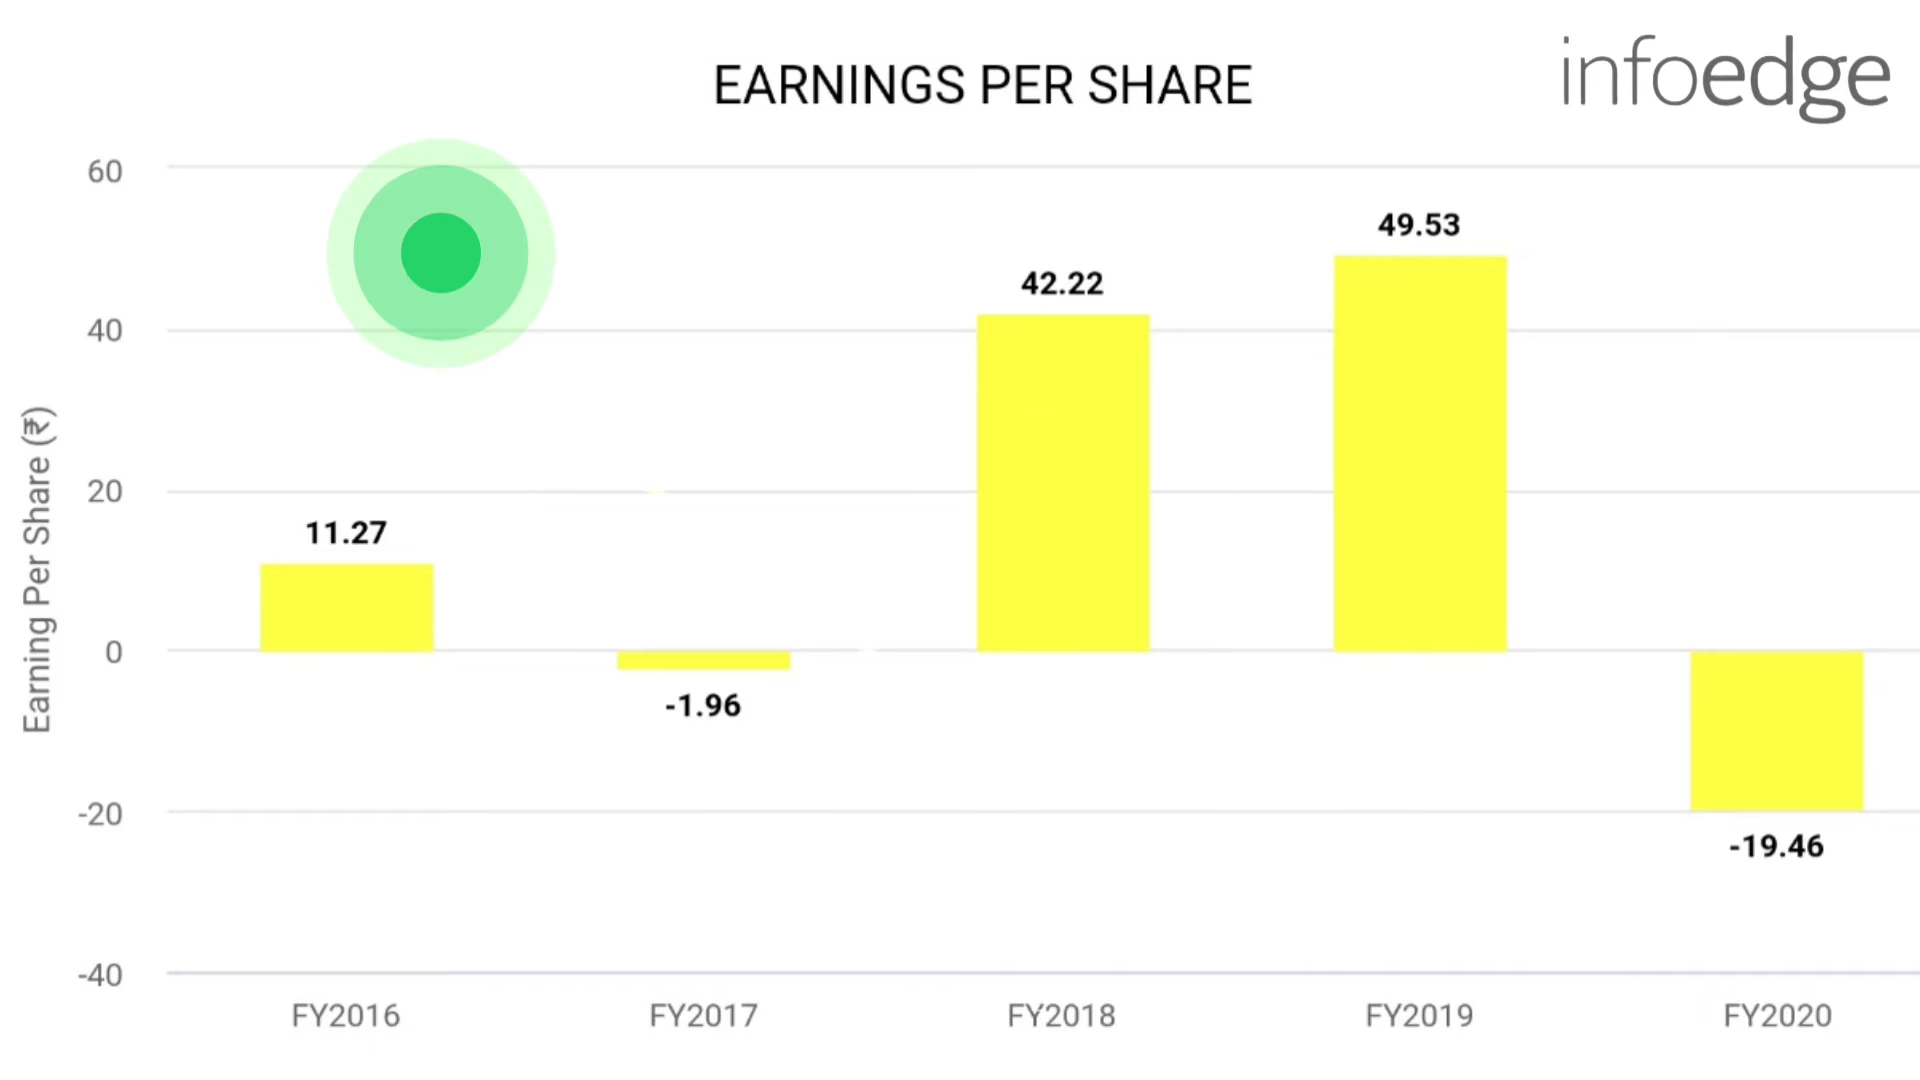 infoedge
EARNINGS PER SHARE
Earning Per Share (₹)
60
40
20
0
-20
-40
11.27
-1.96
42.22
49.53
-19.46
FY2016
FY2017
FY2018
FY2019
FY2020